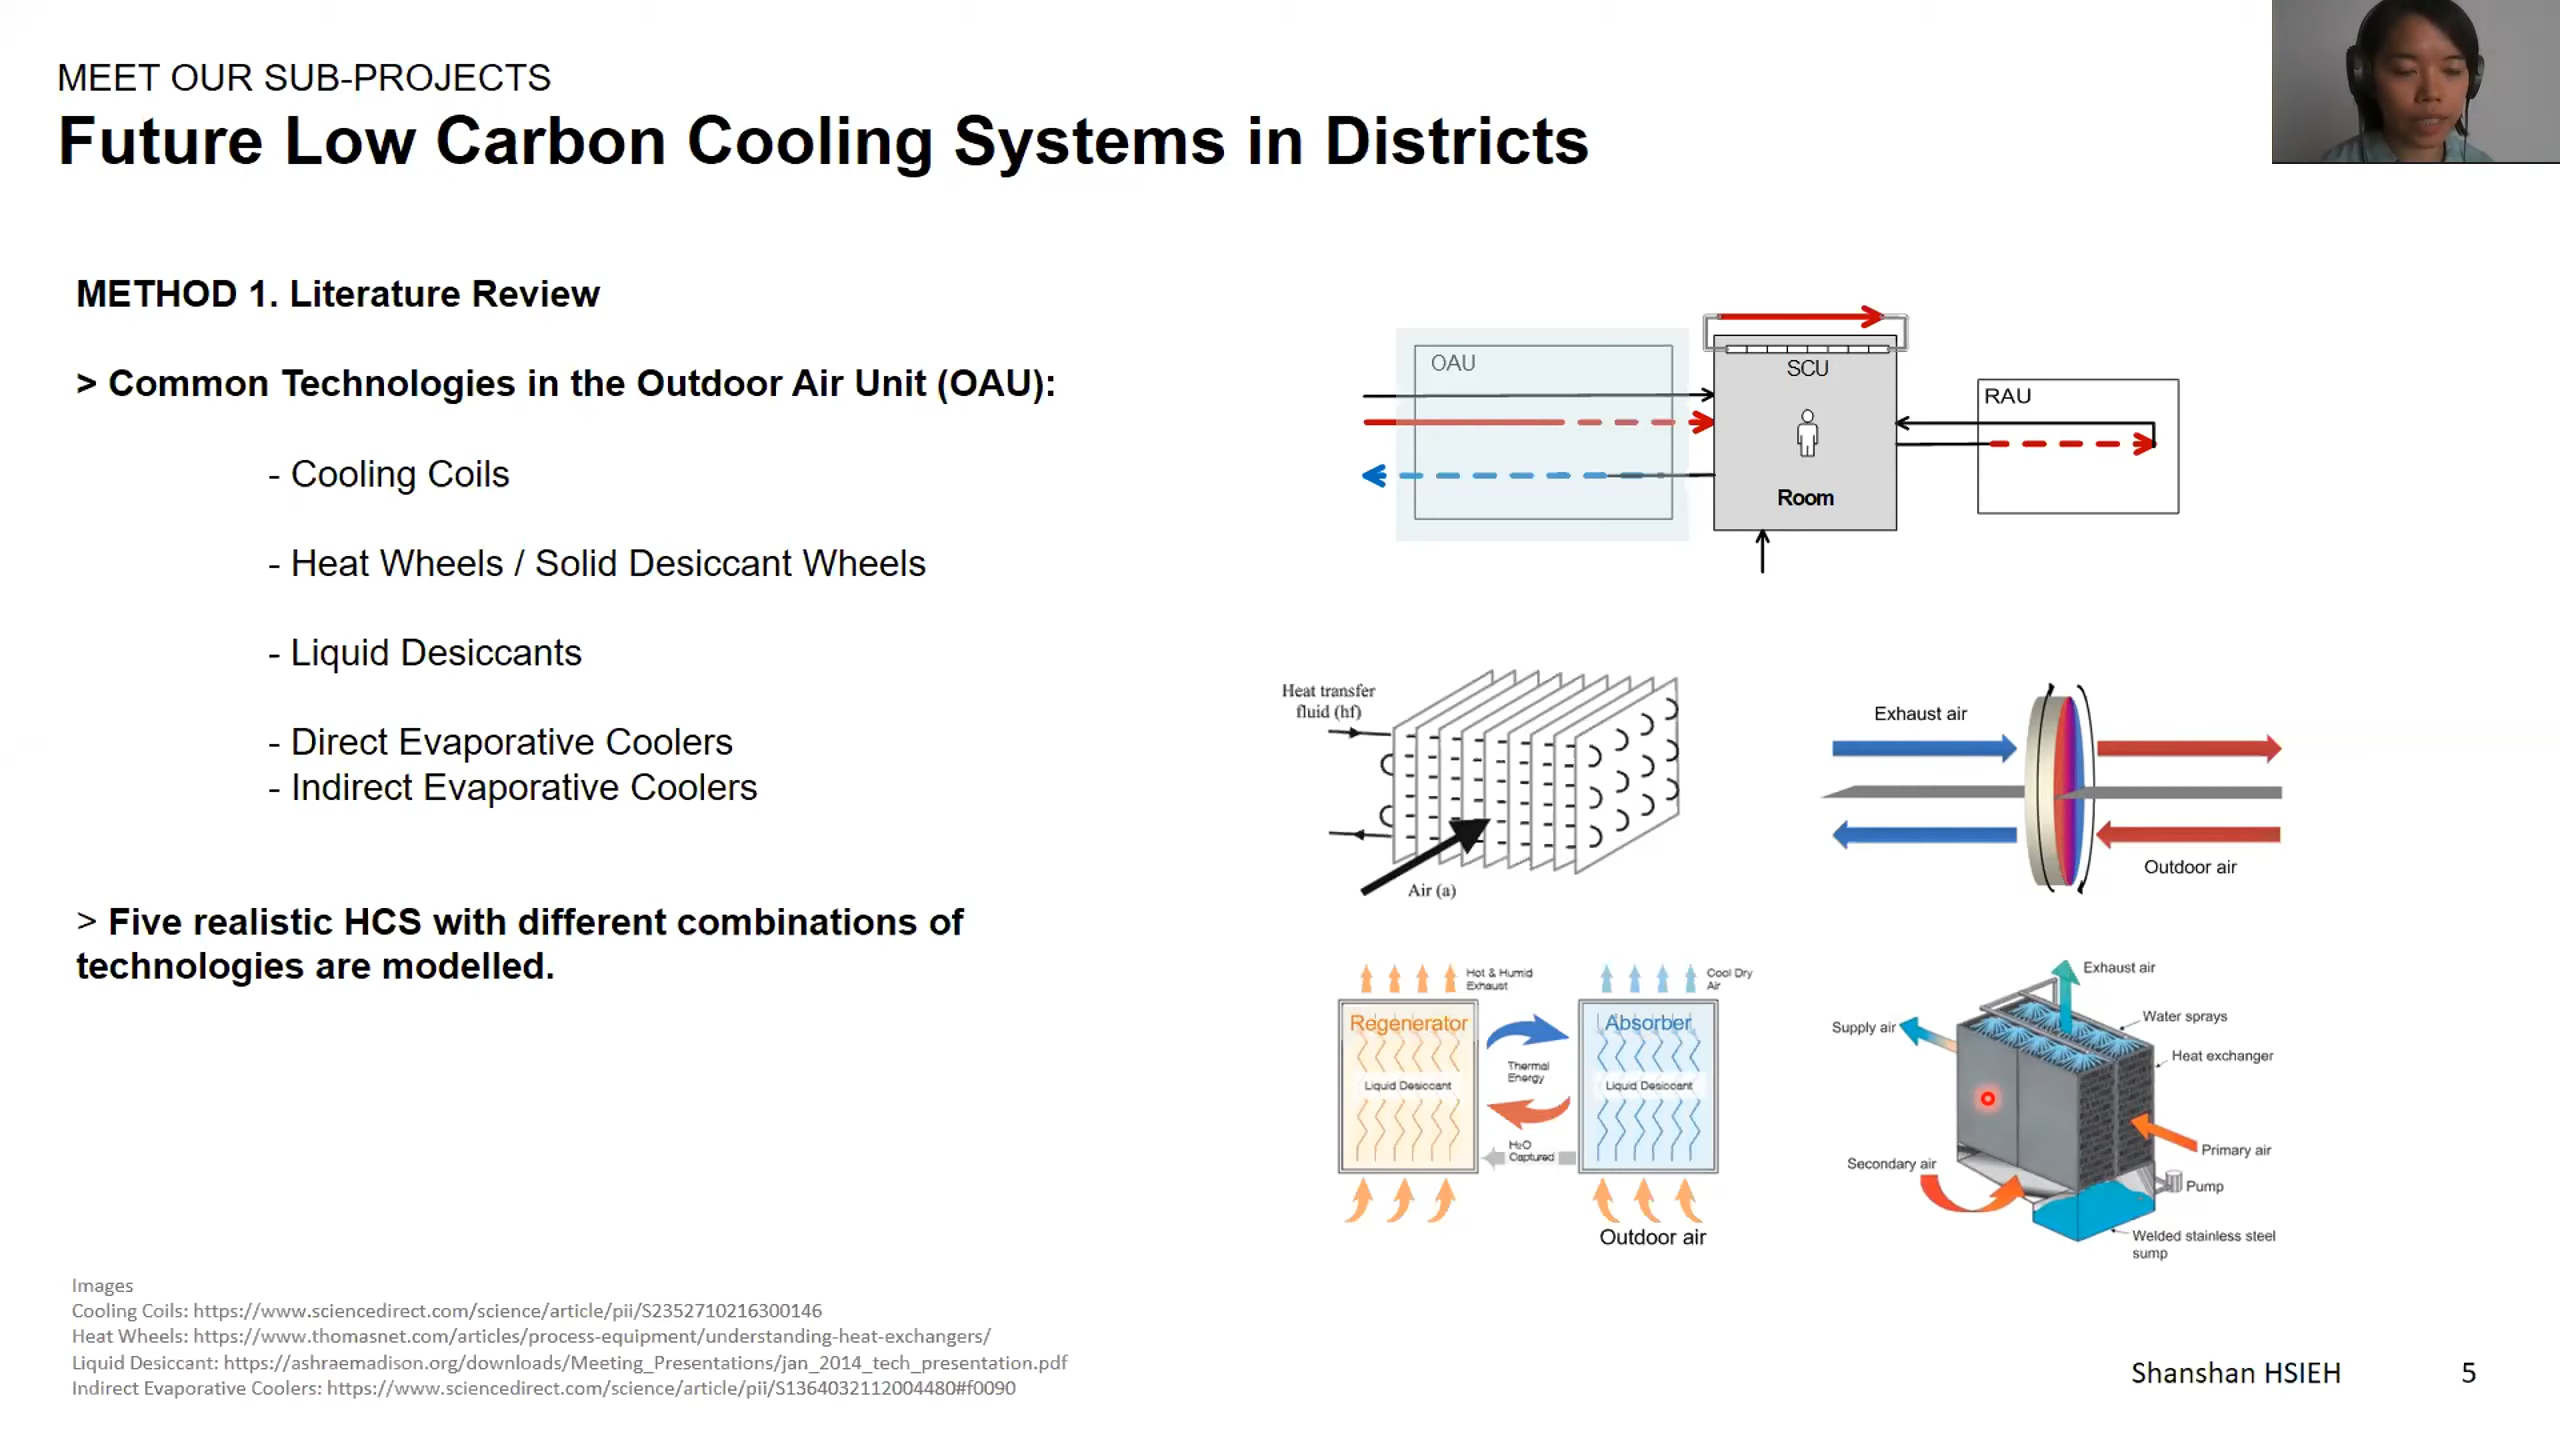 MEET OUR SUB-PROJECTS
Future Low Carbon Cooling Systems in Districts
METHOD 1. Literature Review
> Common Technologies in the Outdoor Air Unit (OAU):
- Cooling Coils
- Heat Wheels / Solid Desiccant Wheels
- Liquid Desiccants
- Direct Evaporative Coolers
- Indirect Evaporative Coolers
> Five realistic HCS with different combinations of
technologies are modelled.
OAU
SCU
Room
RAU
Heat transfer
fluid (hf)
Air (a)
Exhaust air
Outdoor air
Hot & Humid
Exhaust
Cool Dry
Air
Regenerator
Absorber
Liquid Desiccant
Thermal
Energy
Liquid Desiccant
H₂O
Captured
Outdoor air
Exhaust air
Supply air
Water sprays
Heat exchanger
Primary air
Secondary air
Pump
Welded stainless steel
sump
Images
Cooling Coils: https://www.sciencedirect.com/science/article/pii/S2352710216300146
Heat Wheels: https://www.thomasnet.com/articles/process-equipment/understanding-heat-exchangers/
Liquid Desiccant: https://ashraemadison.org/downloads/Meeting_Presentations/jan_2014_tech_presentation.pdf
Indirect Evaporative Coolers: https://www.sciencedirect.com/science/article/pii/S1364032112004480#f0090
Shanshan HSIEH
5